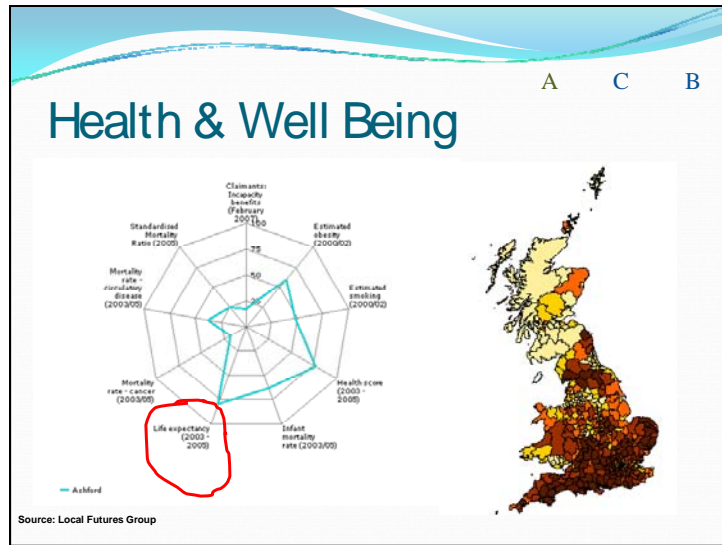 A C B
Health & Well Being
Claimants:
Incapacity
benefits
(February
2007)
100
75
50
25
Standardised
Mortality
Ratio (2005)
Estimated
obesity
(2000/02)
Mortality
rate -
circulatory
disease
(2003/05)
Estimated
smoking
(2000/02)
Mortality
rate - cancer
(2003/05)
Health score
(2003 -
2005)
Life expectancy
(2003 -
2005)
Infant
mortality
rate (2003/05)
Ashford
Source: Local Futures Group